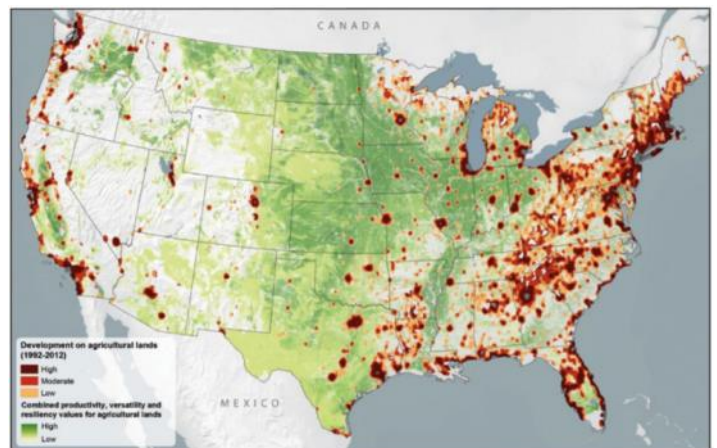 CANADA
MEXICO
Development on agricultural lands
(1992-2012)
High
Moderate
Low
Combined productivity, versatility and
resiliency values for agricultural lands
High
Low